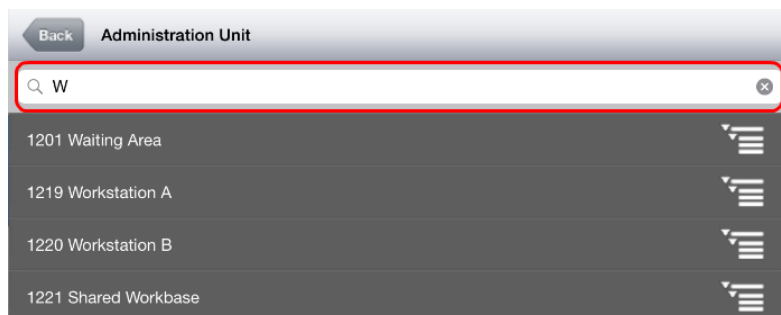 Back Administration Unit
W
1201 Waiting Area
1219 Workstation A
1220 Workstation B
1221 Shared Workbase